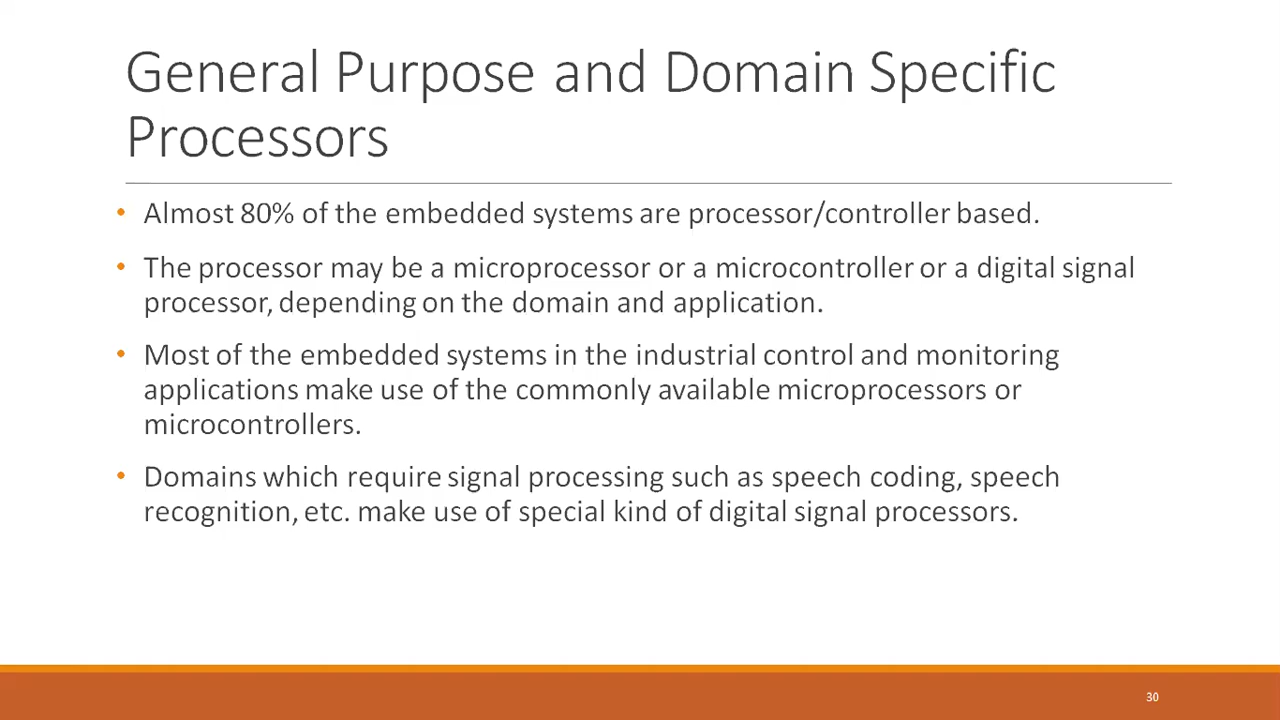 General Purpose and Domain Specific
Processors
• Almost 80% of the embedded systems are processor/controller based.
• The processor may be a microprocessor or a microcontroller or a digital signal
processor, depending on the domain and application.
• Most of the embedded systems in the industrial control and monitoring
applications make use of the commonly available microprocessors or
microcontrollers.
• Domains which require signal processing such as speech coding, speech
recognition, etc. make use of special kind of digital signal processors.
30